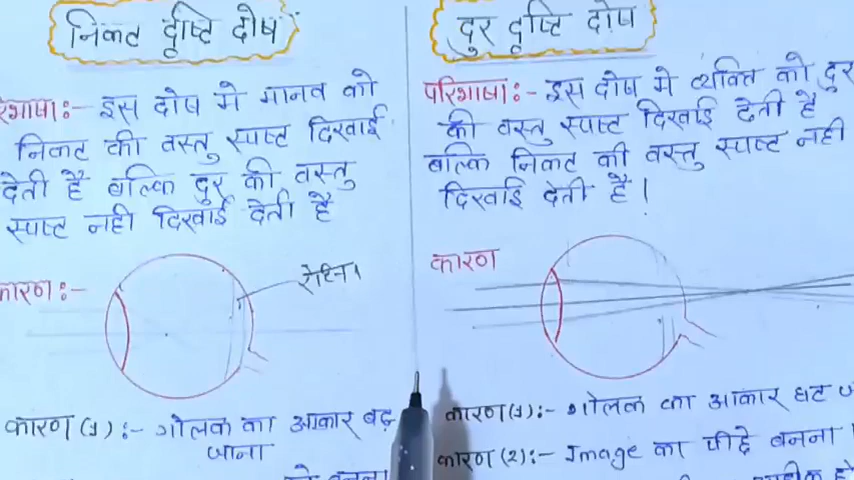 निकट दृष्टि दोष
परिभाषा:- इस दोष मे मानव को
निकट की वस्तु स्पष्ट दिखाई
देती है बल्कि दुर की वस्तु
स्पष्ट नही दिखाई देती है
कारण:-
कारण(1):- गोलक का आकार बढ़
जाना
दुर दृष्टि दोष
परिभाषा:- इस दोष मे व्यक्ति को दुर
की वस्तु स्पष्ट दिखाई देती है
बल्कि निकट की वस्तु स्पष्ट नही
दिखाई देती है।
कारण
कारण(1):- गोलक का आकार घट
कारण(2):- Image का पीछे बनना।